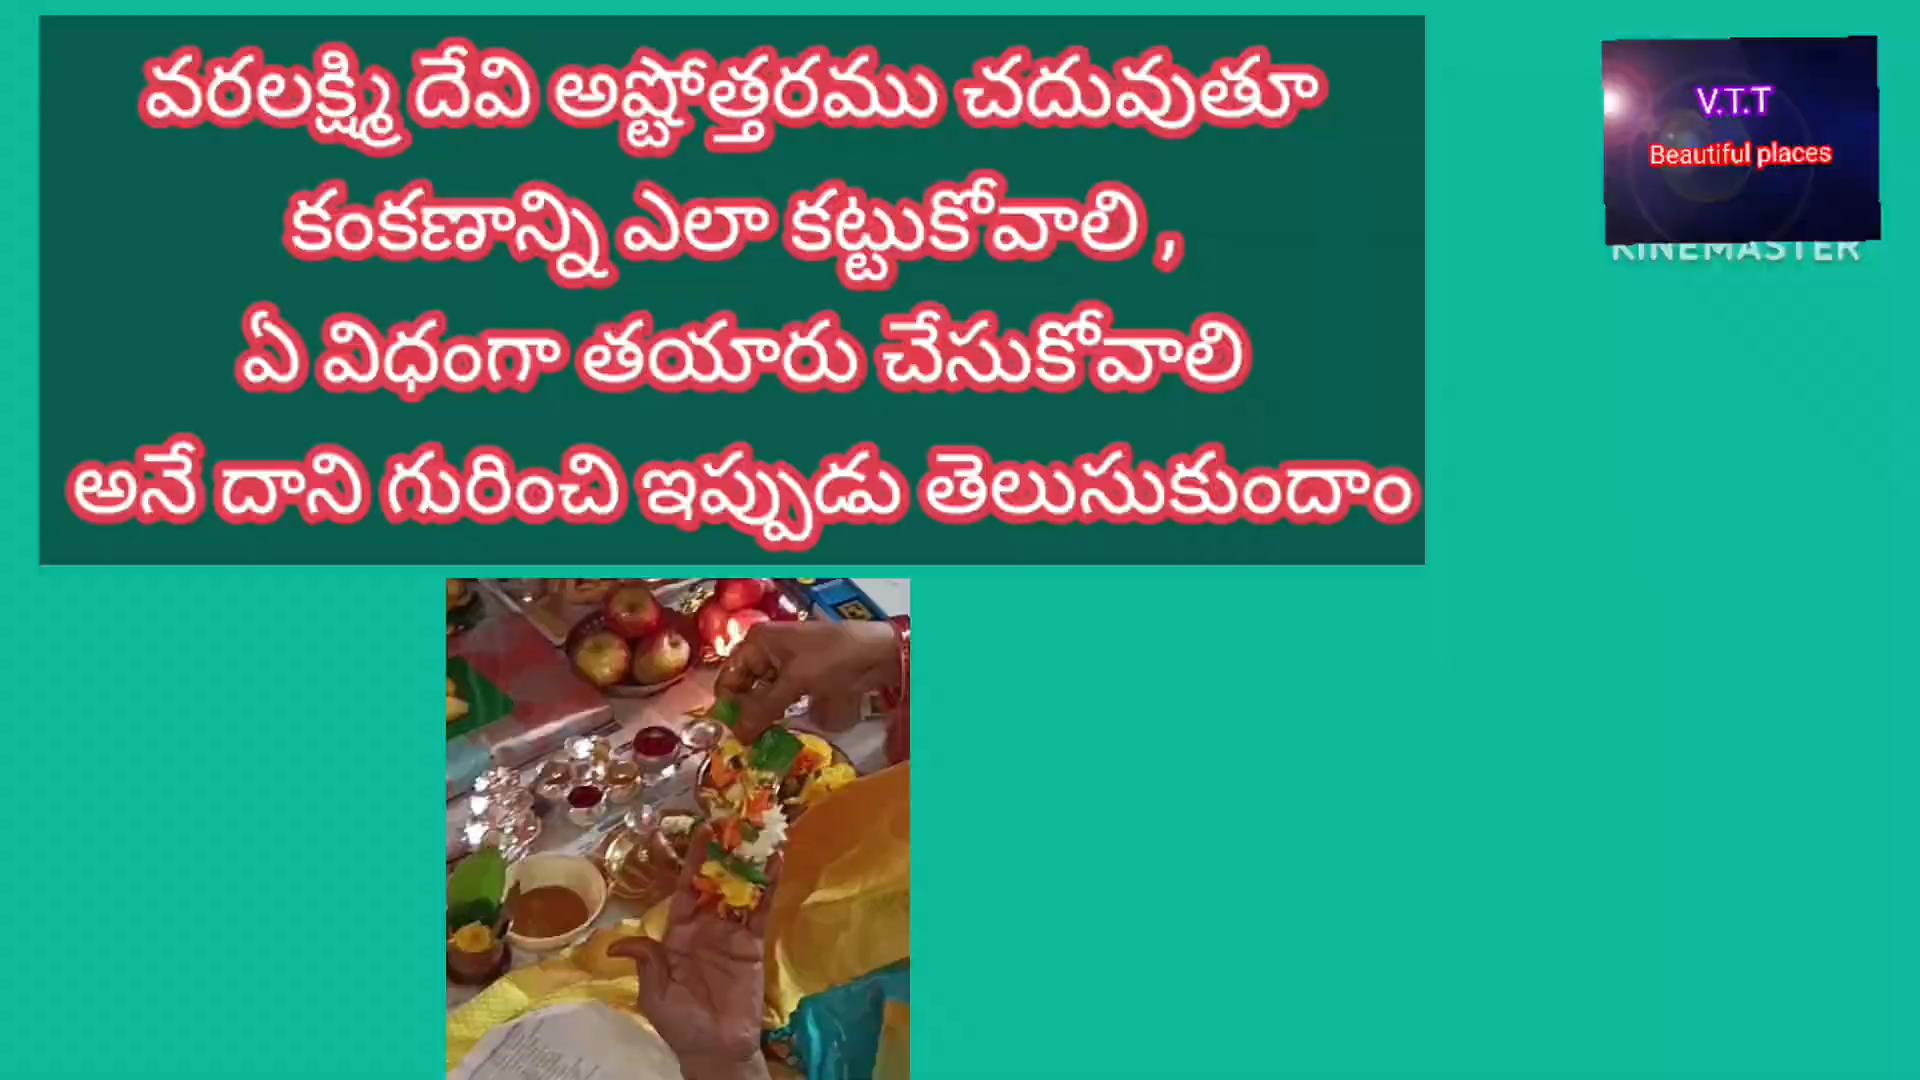 వరలక్ష్మి దేవి అష్టోత్తరము చదువుతూ
కంకణాన్ని ఎలా కట్టుకోవాలి ,
ఏ విధంగా తయారు చేసుకోవాలి
అనే దాని గురించి ఇప్పుడు తెలుసుకుందాం
V.T.T
Beautiful places
KINEMASTER